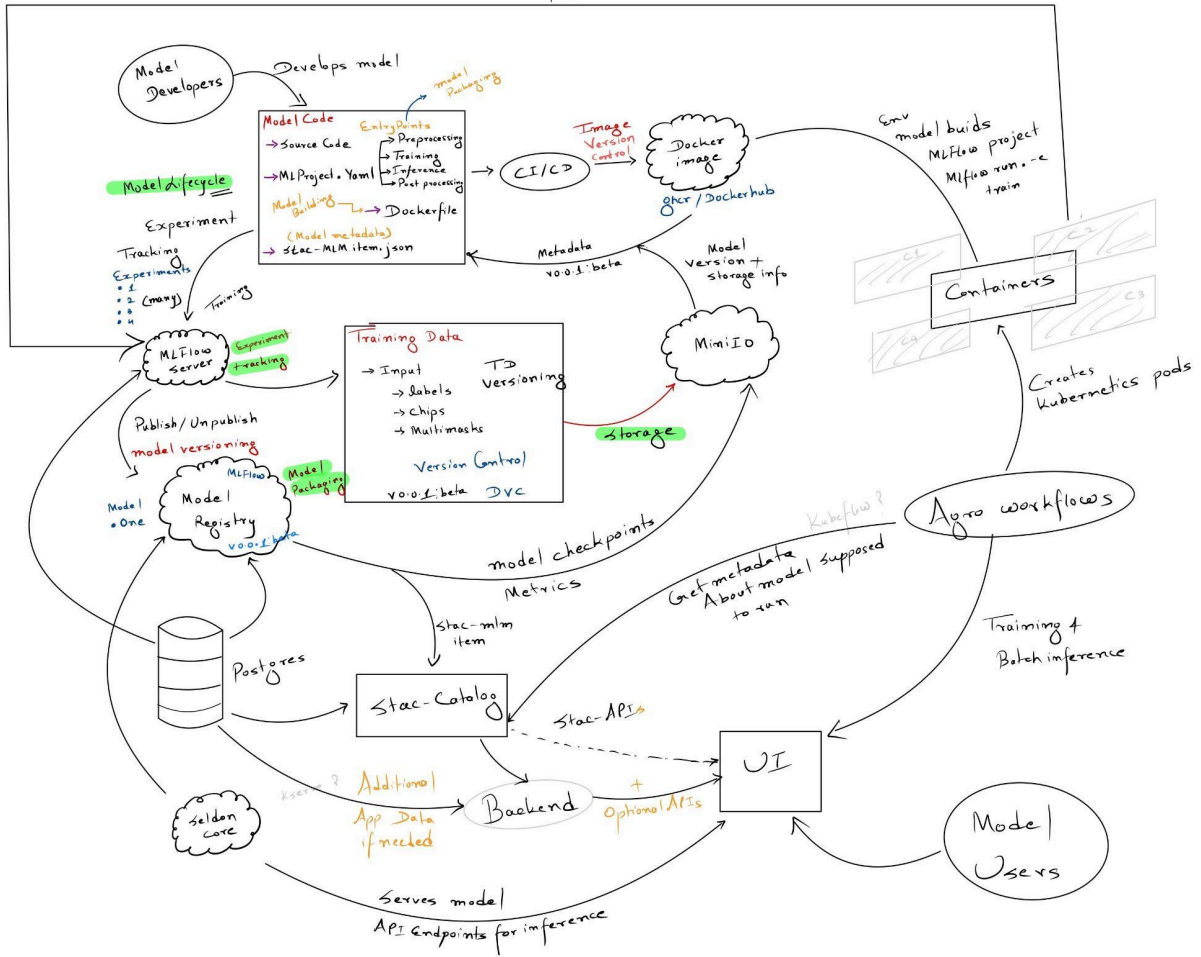 Model
Developers
Develops model
model
Packaging
Model Code
EntryPoints
→ Source Code
→ Preprocessing
→ Training
→ MLProject.Yaml
→ Inference
→ Post processing
Model
Building
→ Dockerfile
(Model metadata)
→ Stac-MLM item.json
CI/CD
Image
Version
Control
Docker
image
ghcr / Dockerhub
Env
model buids
MLFlow project
Mlflow run . -e
train
Model Lifecycle
Experiment
Tracking
Experiments
• 1
• 2 (many)
• 3
• 4
Training
Metadata
v0.0.1:beta
Model
version +
storage info
C1
C2
C3
C4
Containers
MLFlow
Server
Experiment
tracking
Training Data
→ Input
→ labels
→ Chips
→ Multimasks
TD
Versioning
Version Control
v0.0.1:beta DVC
MiniIo
Storage
Creates
Kubernetics pods
Publish/Unpublish
model versioning
MLFlow
Model
Registry
v0.0.1:beta
Model
Packaging
Model
• One
model checkpoints
Metrics
Kubeflow?
Agro workflows
Get metadata
About model supposed
to run
Training &
Batch inference
Stac-mlm
item
Postgres
Stac-Catalog
Stac-APIs
UI
Kserve?
Additional
App Data
if needed
Backend
+
Optional APIs
Seldon
core
Serves model
API Endpoints for inference
Model
Users